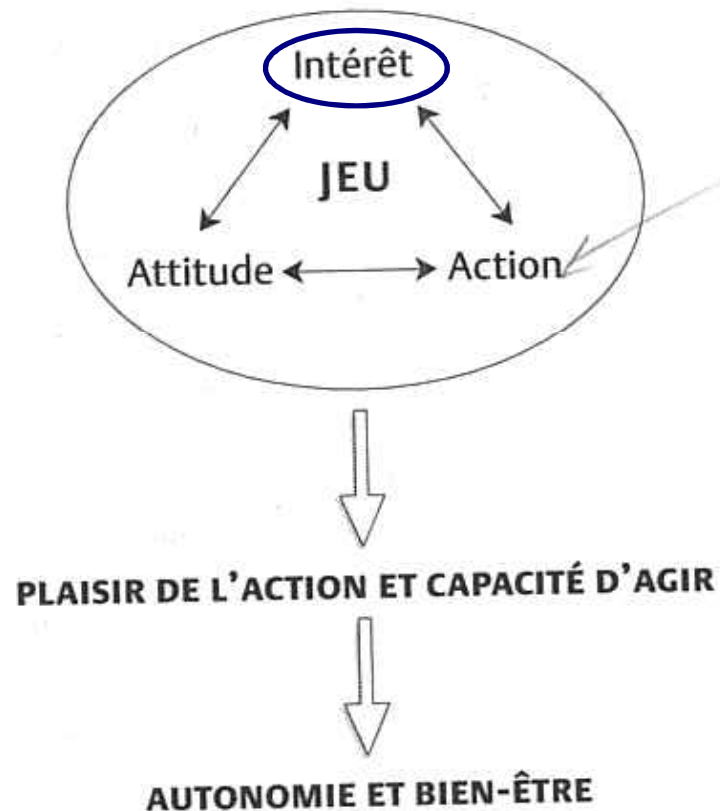 Intérêt
JEU
Attitude Action
PLAISIR DE L'ACTION ET CAPACITÉ D'AGIR
AUTONOMIE ET BIEN-ÊTRE